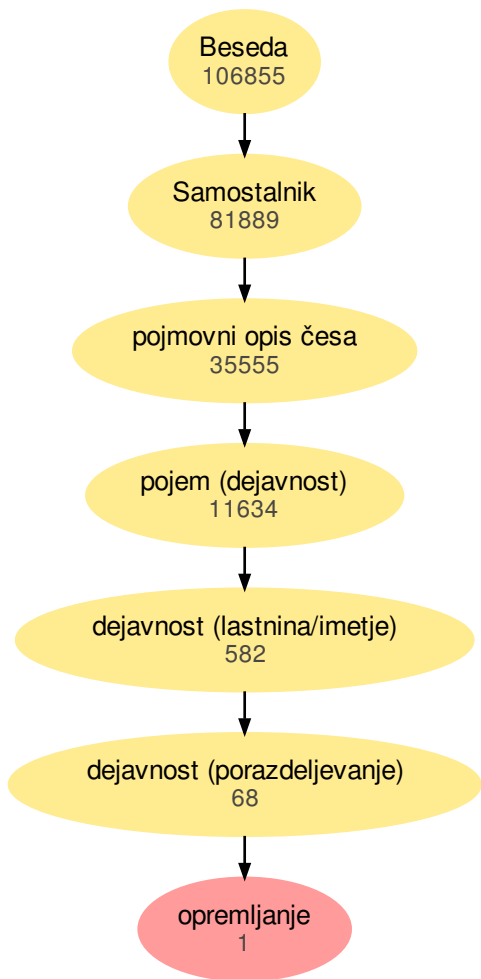 Beseda
106855
Samostalnik
81889
pojmovni opis česa
35555
pojem (dejavnost)
11634
dejavnost (lastnina/imetje)
582
dejavnost (porazdeljevanje)
68
opremljanje
1